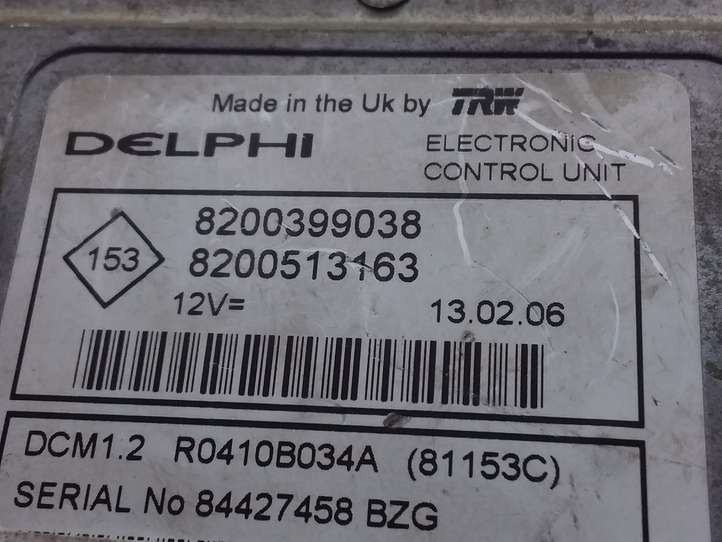 Made in the Uk by TRW
DELPHI
ELECTRONIC
CONTROL UNIT
8200399038
153
8200513163
12V= 13.02.06
DCM1.2 R0410B034A (81153C)
SERIAL No 84427458 BZG